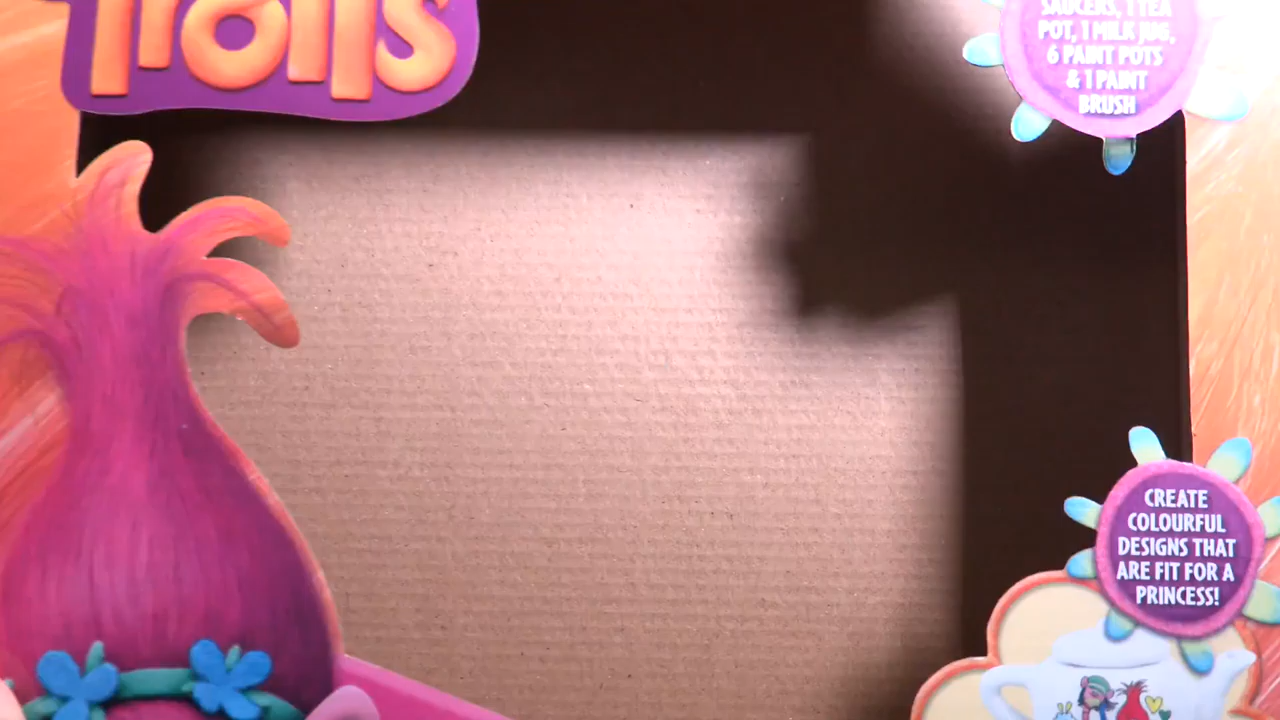 Trolls
SAUCERS, 1 TEA
POT, 1 MILK JUG,
6 PAINT POTS
& 1 PAINT
BRUSH
CREATE
COLOURFUL
DESIGNS THAT
ARE FIT FOR A
PRINCESS!